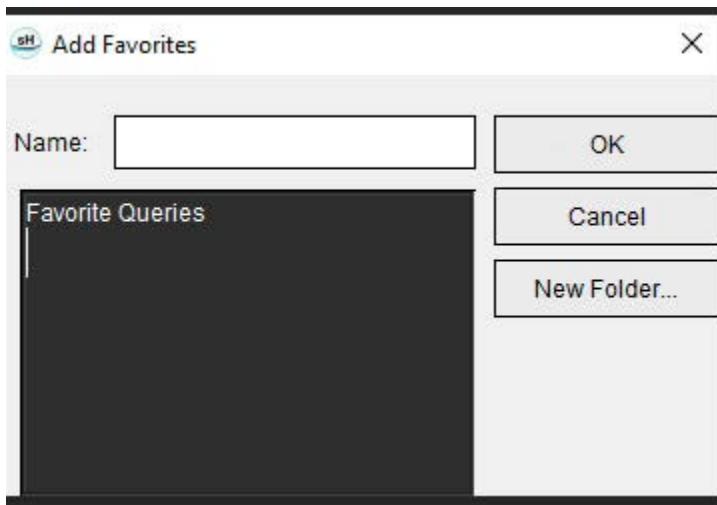 sH Add Favorites
Name:
OK
Favorite Queries
Cancel
New Folder...